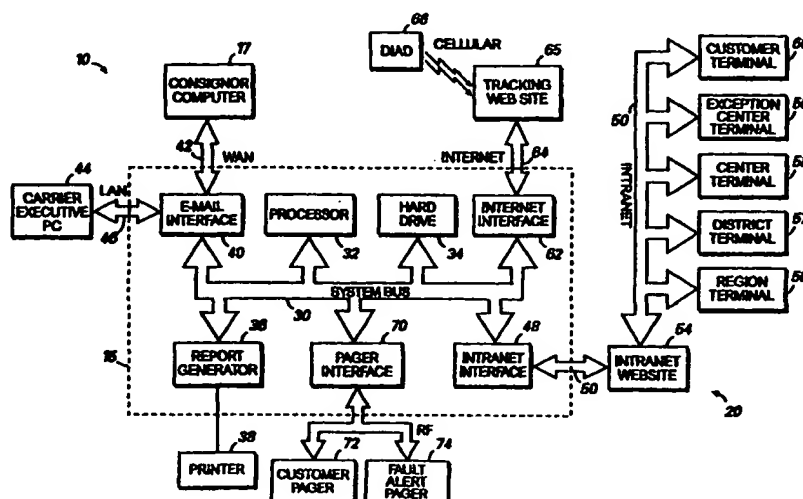 66
DIAD
CELLULAR
65
TRACKING
WEB SITE
17
CONSIGNOR
COMPUTER
10
42
WAN
INTERNET
64
44
CARRIER
EXECUTIVE
PC
LAN
46
E-MAIL
INTERFACE
40
PROCESSOR
32
HARD
DRIVE
34
INTERNET
INTERFACE
62
SYSTEM BUS
30
36
REPORT
GENERATOR
70
PAGER
INTERFACE
48
INTRANET
INTERFACE
50
54
INTRANET
WEBSITE
15
38
PRINTER
72
CUSTOMER
PAGER
RF
74
FAULT
ALERT
PAGER
20
50
INTRANET
CUSTOMER
TERMINAL
EXCEPTION
CENTER
TERMINAL
CENTER
TERMINAL
DISTRICT
TERMINAL
REGION
TERMINAL